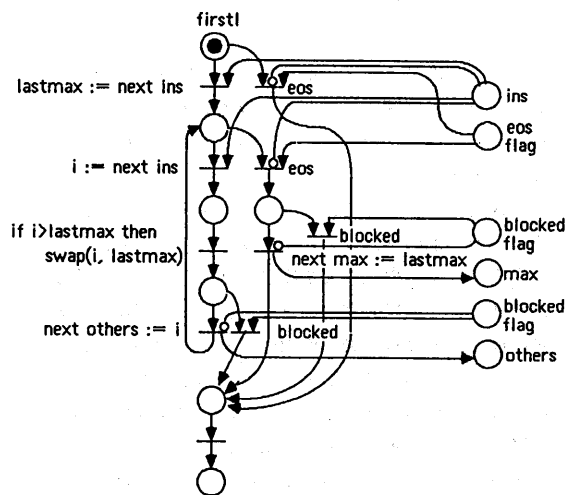 firstI
lastmax := next ins
eos
ins
eos
flag
i := next ins
eos
if i>lastmax then
swap(i, lastmax)
blocked
blocked
flag
next max := lastmax
max
blocked
flag
next others := i
blocked
others